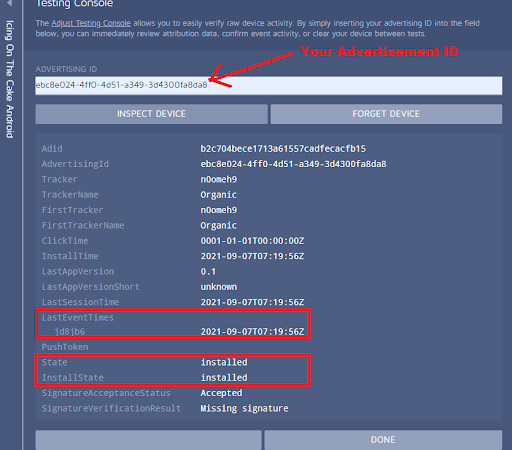 Testing Console
The Adjust Testing Console allows you to easily verify raw device activity. By simply inserting your advertising ID into the field
below, you can immediately review attribution data, confirm event activity, or clear your device between tests.
Your Advertisement ID
ADVERTISING ID
ebc8e024-4ff0-4d51-a349-3d4300fa8da8
INSPECT DEVICE FORGET DEVICE
Adid b2c704bece1713a61557cadfecacfb15
AdvertisingId ebc8e024-4ff0-4d51-a349-3d4300fa8da8
Tracker n0omeh9
TrackerName Organic
FirstTracker n0omeh9
FirstTrackerName Organic
ClickTime 0001-01-01T00:00:00Z
InstallTime 2021-09-07T07:19:56Z
LastAppVersion 0.1
LastAppVersionShort unknown
LastSessionTime 2021-09-07T07:19:56Z
LastEventTimes
jd8jb6 2021-09-07T07:19:56Z
PushToken
State installed
InstallState installed
SignatureAcceptanceStatus Accepted
SignatureVerificationResult Missing signature
DONE
Icing On The Cake Android